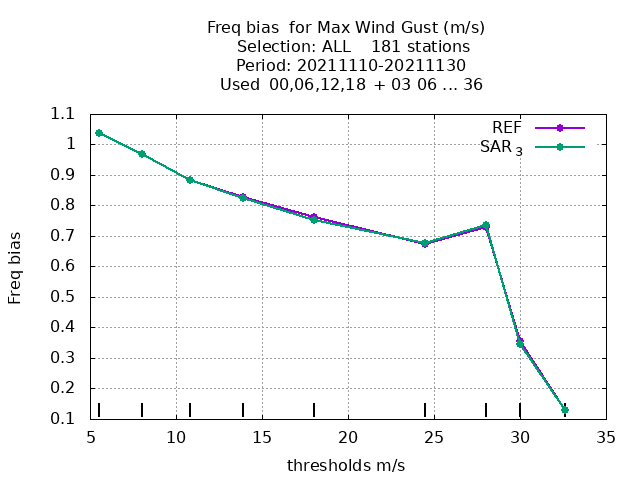 Freq bias  for Max Wind Gust (m/s)
Selection: ALL    181 stations
Period: 20211110-20211130
Used  00,06,12,18  + 03 06 ... 36
REF
SAR 3
1.1
1
0.9
0.8
0.7
0.6
0.5
0.4
0.3
0.2
0.1
Freq bias
5 10 15 20 25 30 35
thresholds m/s